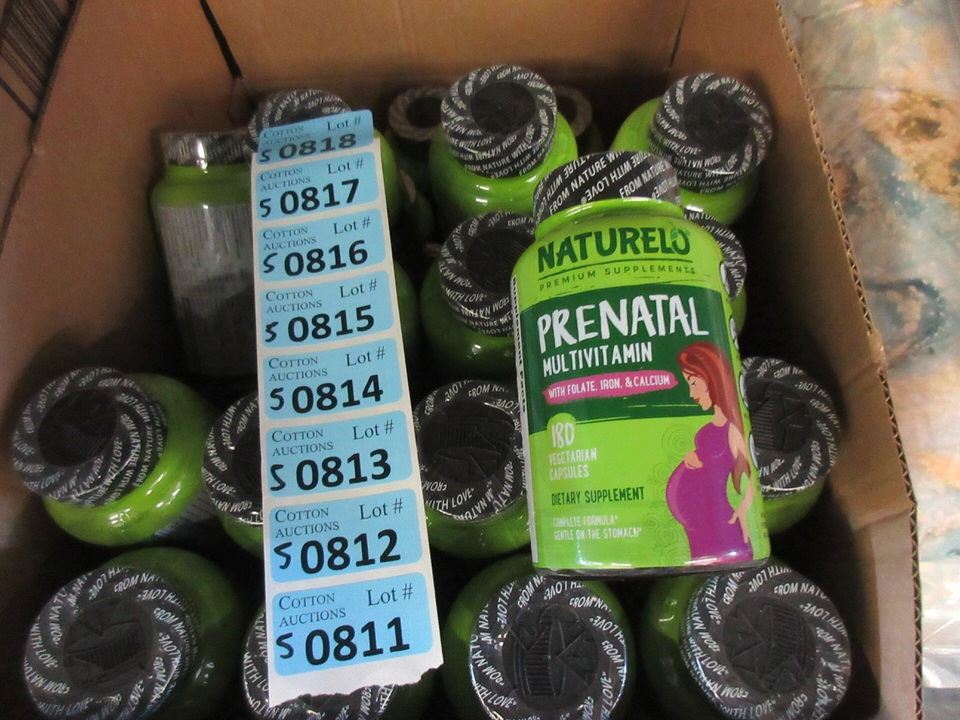 COTTON AUCTIONS Lot #
S 0818
COTTON AUCTIONS Lot #
S 0817
COTTON AUCTIONS Lot #
S 0816
COTTON AUCTIONS Lot #
S 0815
COTTON AUCTIONS Lot #
S 0814
COTTON AUCTIONS Lot #
S 0813
COTTON AUCTIONS Lot #
S 0812
COTTON AUCTIONS Lot #
S 0811
FROM NATURE WITH LOVE
NATURELO
PREMIUM SUPPLEMENTS
PRENATAL
MULTIVITAMIN
WITH FOLATE, IRON, & CALCIUM
180
VEGETARIAN
CAPSULES
DIETARY SUPPLEMENT
COMPLETE FORMULA*
GENTLE ON THE STOMACH*